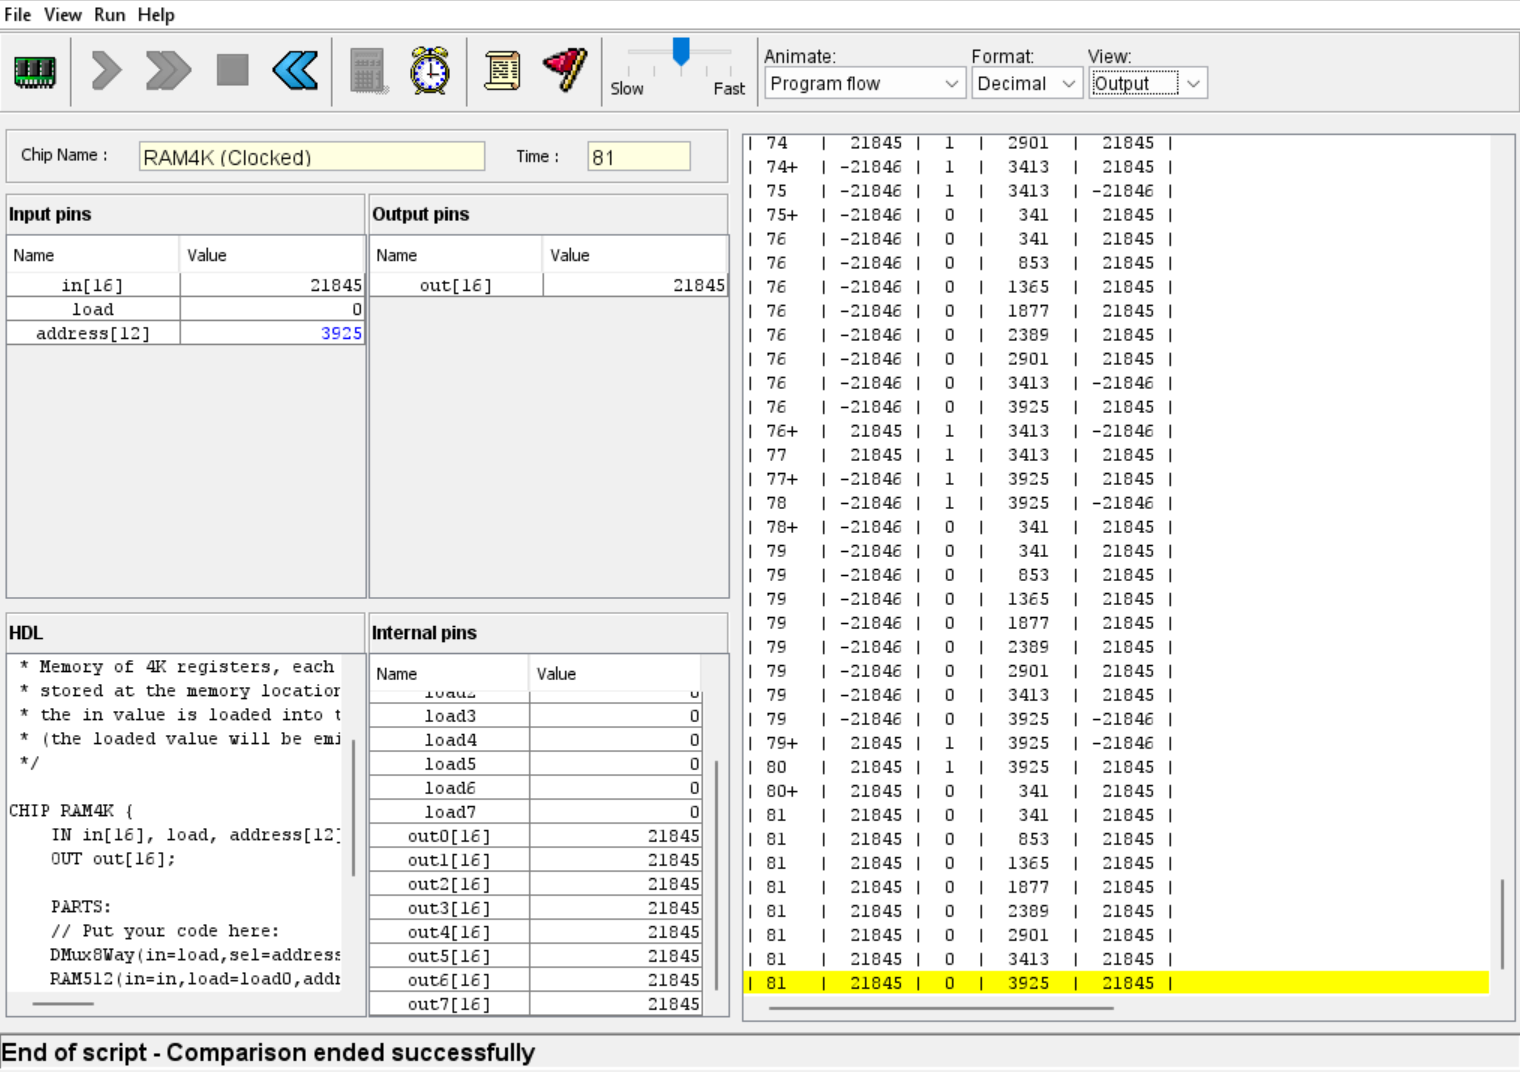 File View Run Help
Animate: Format: View:
Slow Fast Program flow Decimal Output
Chip Name : RAM4K (Clocked) Time : 81
Input pins
Name Value
in[16] 21845
load 0
address[12] 3925
Output pins
Name Value
out[16] 21845
HDL
* Memory of 4K registers, each
* stored at the memory location
* the in value is loaded into t
* (the loaded value will be emi
*/
CHIP RAM4K {
IN in[16], load, address[12]
OUT out[16];
PARTS:
// Put your code here:
DMux8Way(in=load,sel=address
RAM512(in=in,load=load0,addr
Internal pins
Name Value
load2 0
load3 0
load4 0
load5 0
load6 0
load7 0
out0[16] 21845
out1[16] 21845
out2[16] 21845
out3[16] 21845
out4[16] 21845
out5[16] 21845
out6[16] 21845
out7[16] 21845
| 74 | 21845 | 1 | 2901 | 21845 |
| 74+ | -21846 | 1 | 3413 | 21845 |
| 75 | -21846 | 1 | 3413 | -21846 |
| 75+ | -21846 | 0 | 341 | 21845 |
| 76 | -21846 | 0 | 341 | 21845 |
| 76 | -21846 | 0 | 853 | 21845 |
| 76 | -21846 | 0 | 1365 | 21845 |
| 76 | -21846 | 0 | 1877 | 21845 |
| 76 | -21846 | 0 | 2389 | 21845 |
| 76 | -21846 | 0 | 2901 | 21845 |
| 76 | -21846 | 0 | 3413 | -21846 |
| 76 | -21846 | 0 | 3925 | 21845 |
| 76+ | 21845 | 1 | 3413 | -21846 |
| 77 | 21845 | 1 | 3413 | 21845 |
| 77+ | -21846 | 1 | 3925 | 21845 |
| 78 | -21846 | 1 | 3925 | -21846 |
| 78+ | -21846 | 0 | 341 | 21845 |
| 79 | -21846 | 0 | 341 | 21845 |
| 79 | -21846 | 0 | 853 | 21845 |
| 79 | -21846 | 0 | 1365 | 21845 |
| 79 | -21846 | 0 | 1877 | 21845 |
| 79 | -21846 | 0 | 2389 | 21845 |
| 79 | -21846 | 0 | 2901 | 21845 |
| 79 | -21846 | 0 | 3413 | 21845 |
| 79 | -21846 | 0 | 3925 | -21846 |
| 79+ | 21845 | 1 | 3925 | -21846 |
| 80 | 21845 | 1 | 3925 | 21845 |
| 80+ | 21845 | 0 | 341 | 21845 |
| 81 | 21845 | 0 | 341 | 21845 |
| 81 | 21845 | 0 | 853 | 21845 |
| 81 | 21845 | 0 | 1365 | 21845 |
| 81 | 21845 | 0 | 1877 | 21845 |
| 81 | 21845 | 0 | 2389 | 21845 |
| 81 | 21845 | 0 | 2901 | 21845 |
| 81 | 21845 | 0 | 3413 | 21845 |
| 81 | 21845 | 0 | 3925 | 21845 |
End of script - Comparison ended successfully